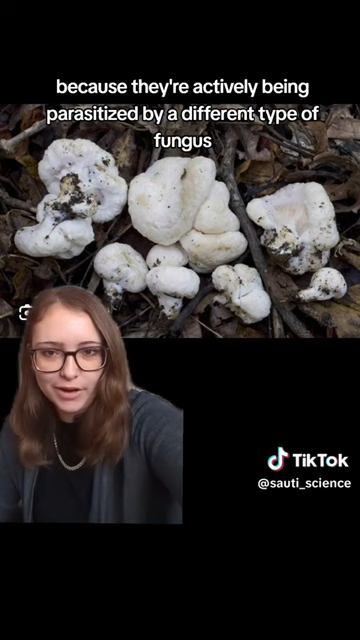 because they're actively being
parasitized by a different type of
fungus
TikTok
@sauti_science